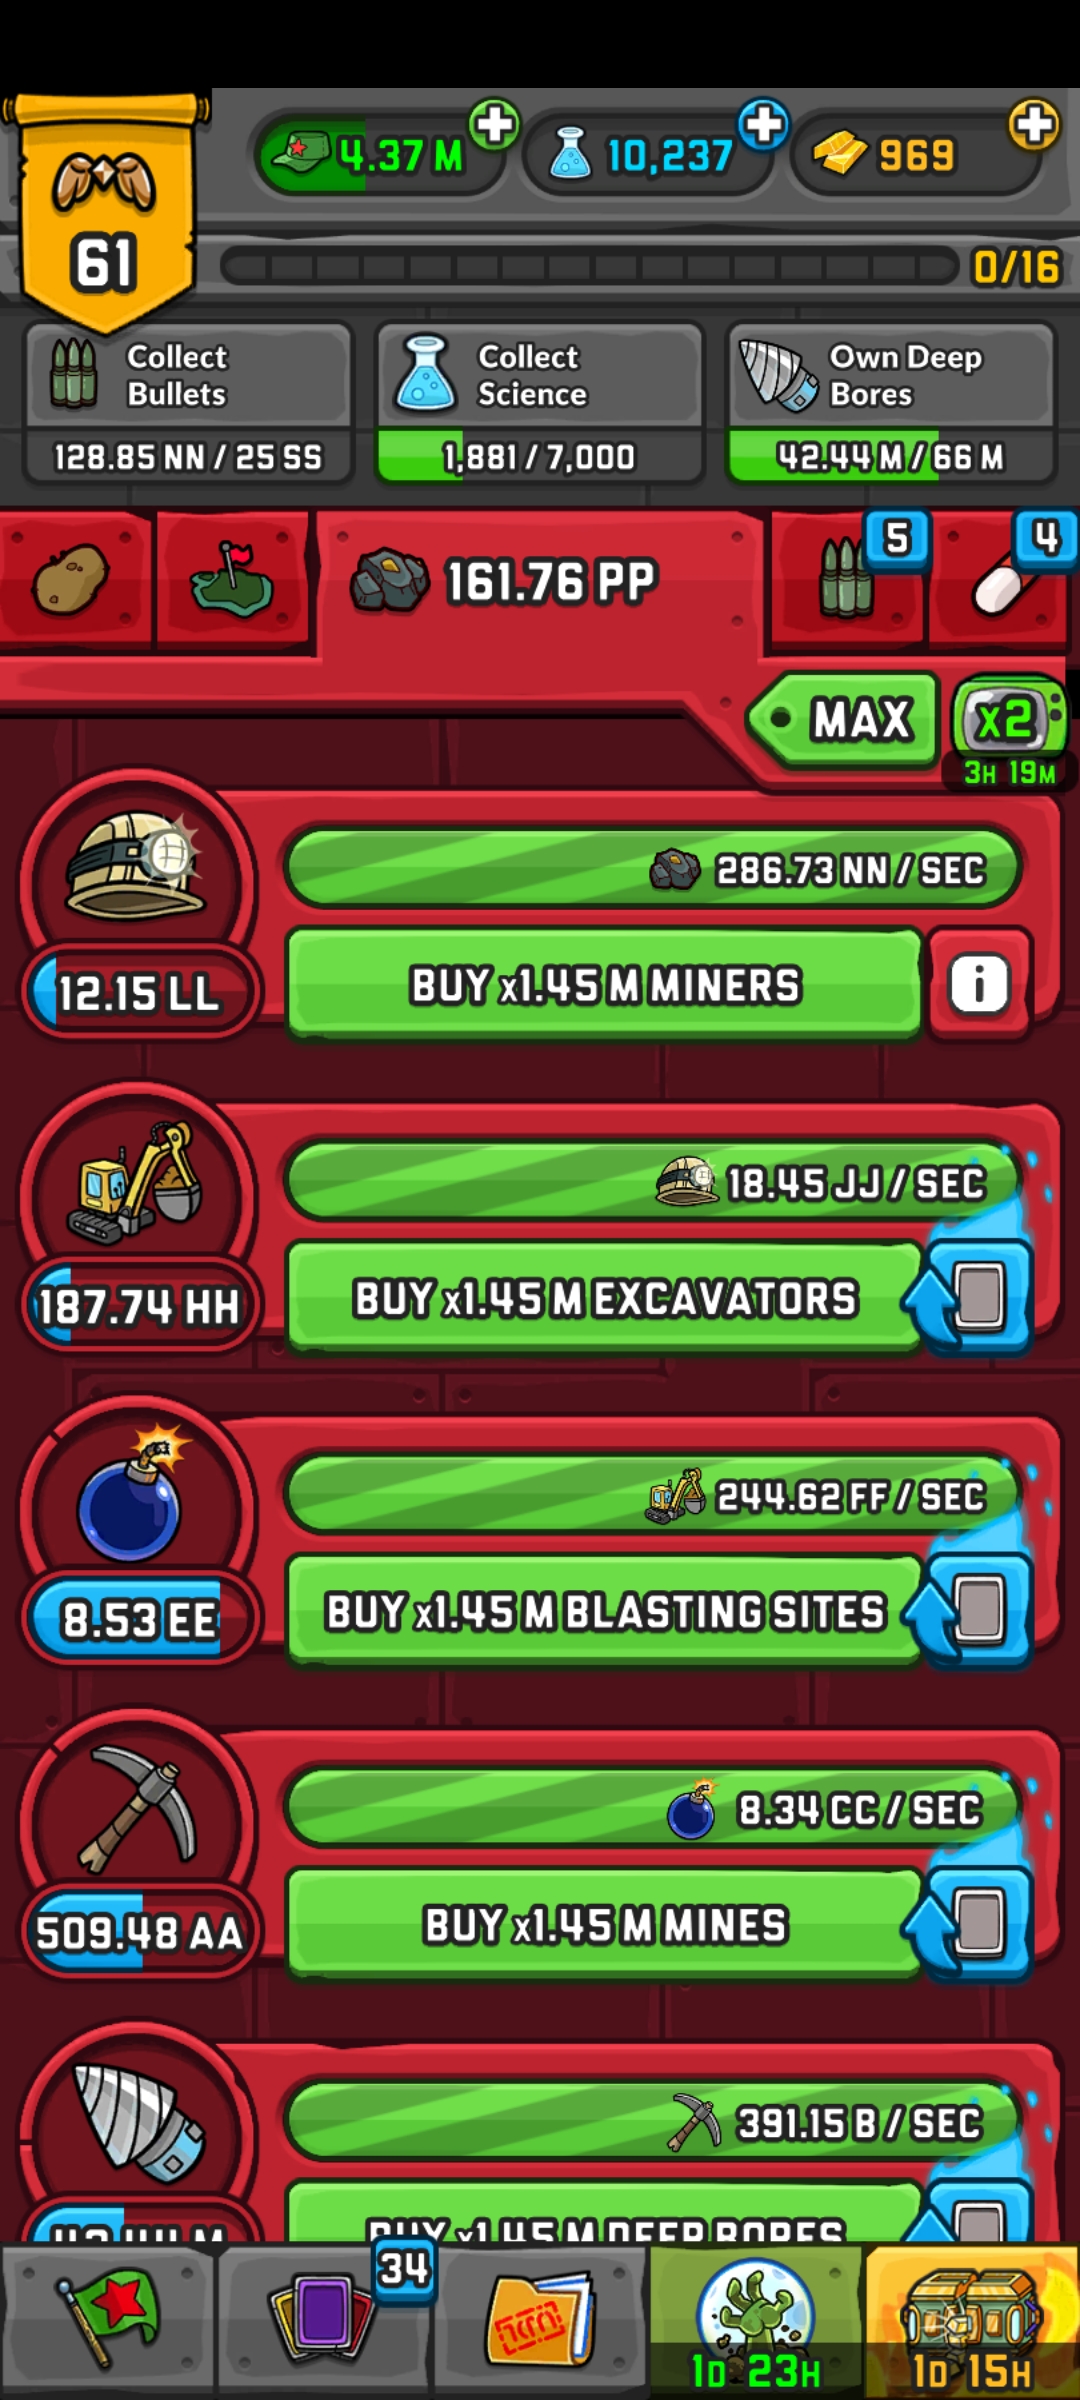 4.37 M
10,237
969
61
0/16
Collect
Bullets
128.85 NN / 25 SS
Collect
Science
1,881 / 7,000
Own Deep
Bores
42.44 M / 66 M
161.76 PP
5
4
MAX
x2
3H 19M
286.73 NN / SEC
12.15 LL
BUY x1.45 M MINERS
i
18.45 JJ / SEC
187.74 HH
BUY x1.45 M EXCAVATORS
244.62 FF / SEC
8.53 EE
BUY x1.45 M BLASTING SITES
8.34 CC / SEC
509.48 AA
BUY x1.45 M MINES
391.15 B / SEC
42.44 M
BUY x1.45 M DEEP BORES
34
1D 23H
1D 15H